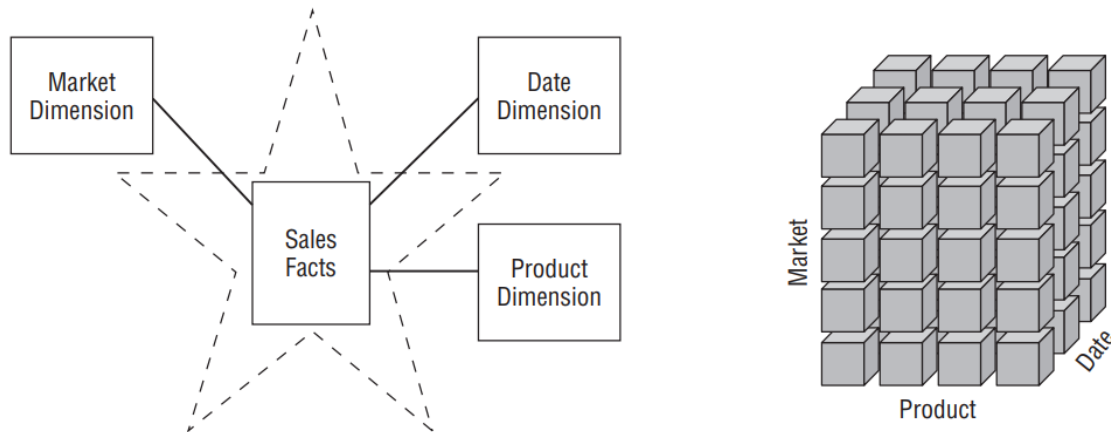 Market
Dimension
Date
Dimension
Sales
Facts
Product
Dimension
Market
Product
Date